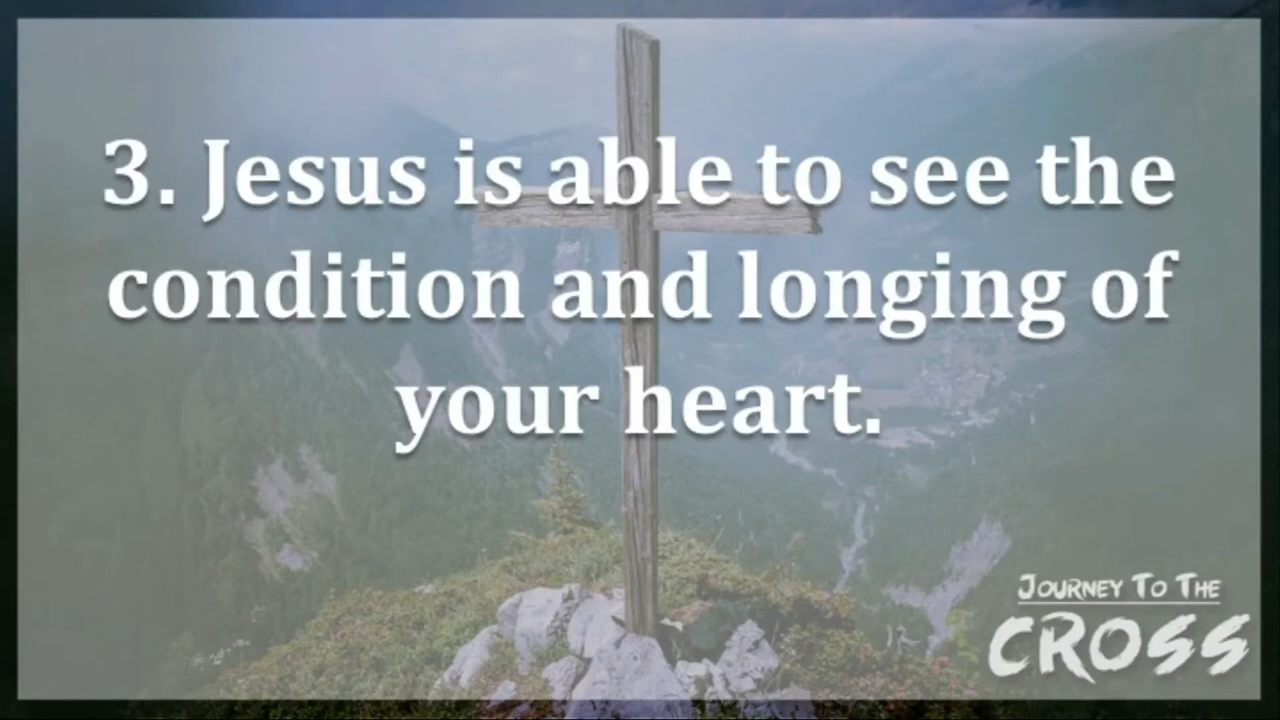 3. Jesus is able to see the
condition and longing of
your heart.
JOURNEY TO THE
CROSS